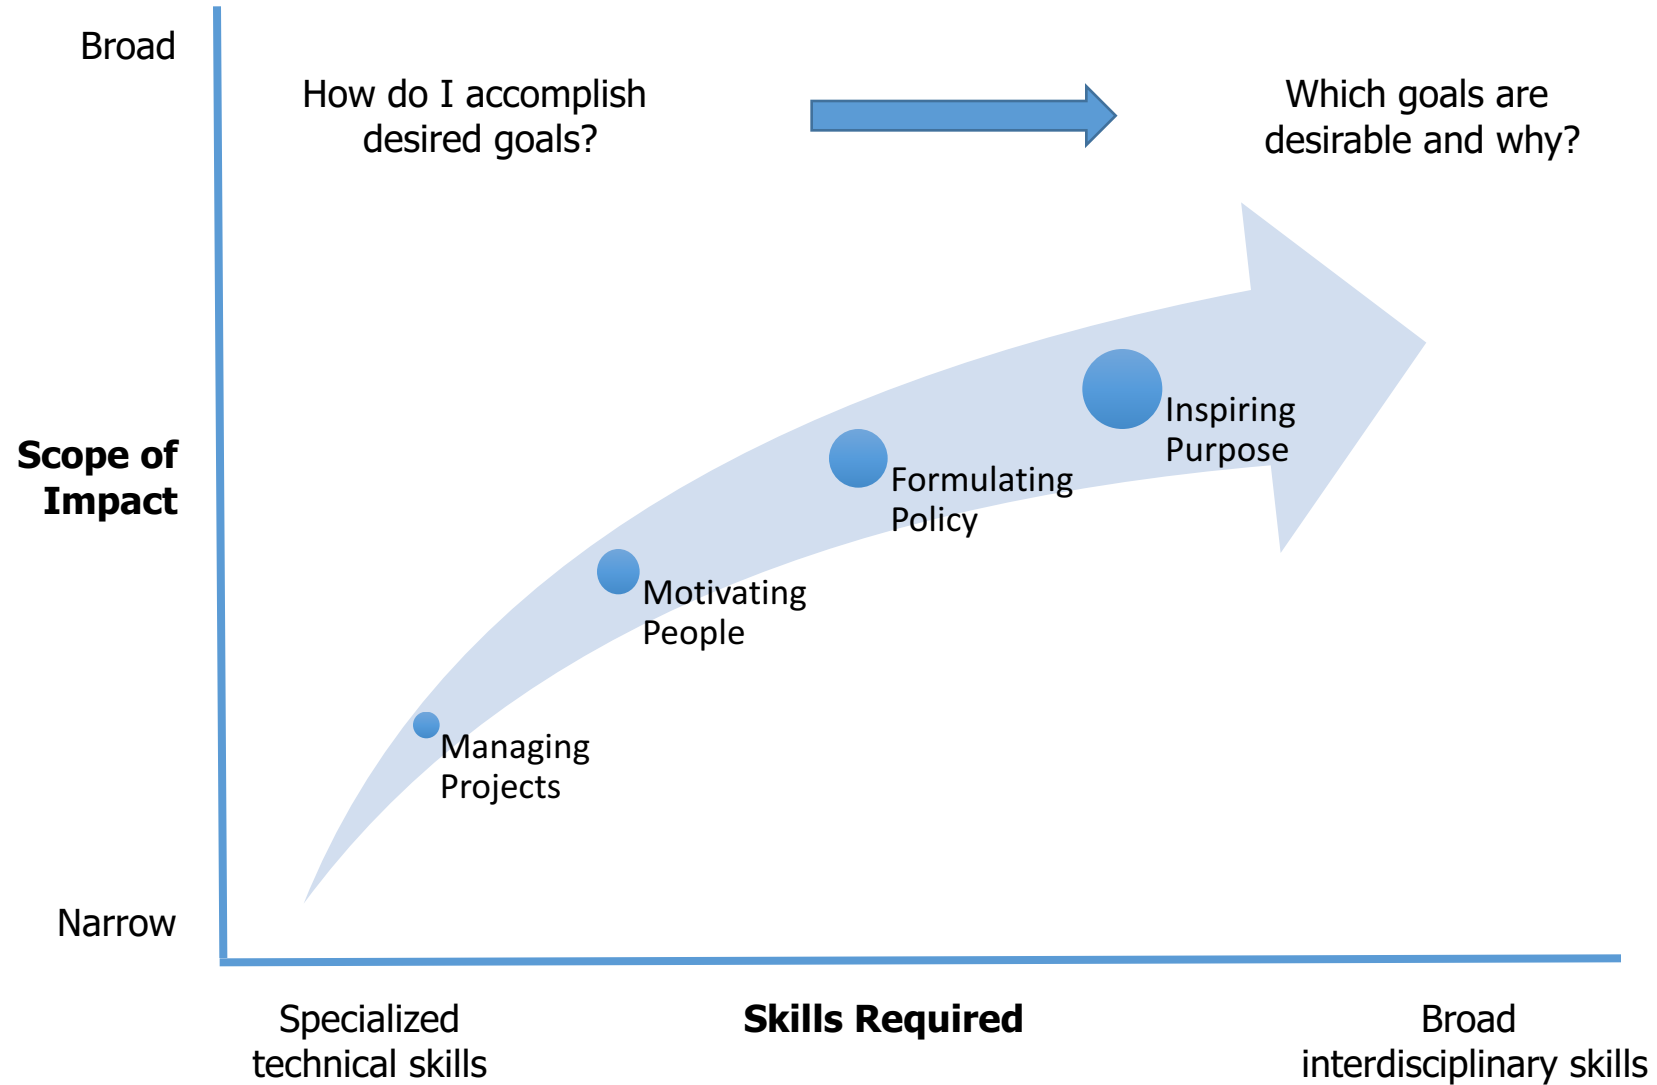 Broad
How do I accomplish
desired goals?
Which goals are
desirable and why?
Scope of
Impact
Inspiring
Purpose
Formulating
Policy
Motivating
People
Managing
Projects
Narrow
Specialized
technical skills
Skills Required
Broad
interdisciplinary skills